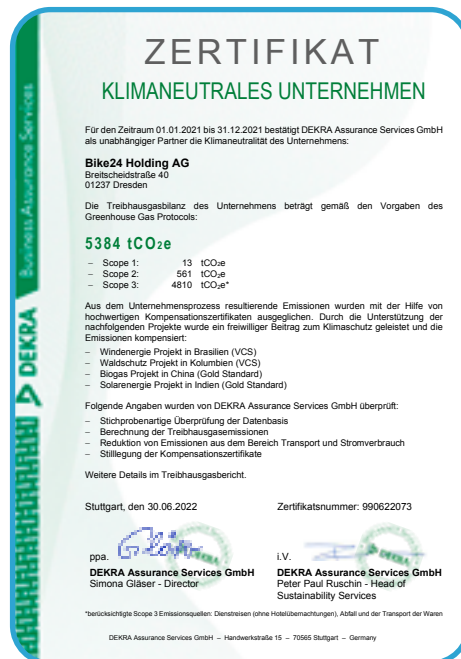 ZERTIFIKAT
KLIMANEUTRALES UNTERNEHMEN
Für den Zeitraum 01.01.2021 bis 31.12.2021 bestätigt DEKRA Assurance Services GmbH
als unabhängiger Partner die Klimaneutralität des Unternehmens:
Bike24 Holding AG
Breitscheidstraße 40
01237 Dresden
Die Treibhausgasbilanz des Unternehmens beträgt gemäß den Vorgaben des
Greenhouse Gas Protocols:
5384 tCO₂e
– Scope 1: 13 tCO₂e
– Scope 2: 561 tCO₂e
– Scope 3: 4810 tCO₂e*
Aus dem Unternehmensprozess resultierende Emissionen wurden mit der Hilfe von
hochwertigen Kompensationszertifikaten ausgeglichen. Durch die Unterstützung der
nachfolgenden Projekte wurde ein freiwilliger Beitrag zum Klimaschutz geleistet und die
Emissionen kompensiert:
– Windenergie Projekt in Brasilien (VCS)
– Waldschutz Projekt in Kolumbien (VCS)
– Biogas Projekt in China (Gold Standard)
– Solarenergie Projekt in Indien (Gold Standard)
Folgende Angaben wurden von DEKRA Assurance Services GmbH überprüft:
– Stichprobenartige Überprüfung der Datenbasis
– Berechnung der Treibhausgasemissionen
– Reduktion von Emissionen aus dem Bereich Transport und Stromverbrauch
– Stilllegung der Kompensationszertifikate
Weitere Details im Treibhausgasbericht.
Stuttgart, den 30.06.2022 Zertifikatsnummer: 990622073
ppa. i.V.
DEKRA Assurance Services GmbH DEKRA Assurance Services GmbH
Simona Gläser - Director Peter Paul Ruschin - Head of
Sustainability Services
*berücksichtigte Scope 3 Emissionsquellen: Dienstreisen (ohne Hotelübernachtungen), Abfall und der Transport der Waren
DEKRA Assurance Services GmbH – Handwerkstraße 15 – 70565 Stuttgart – Germany
Business Assurance Services
DEKRA